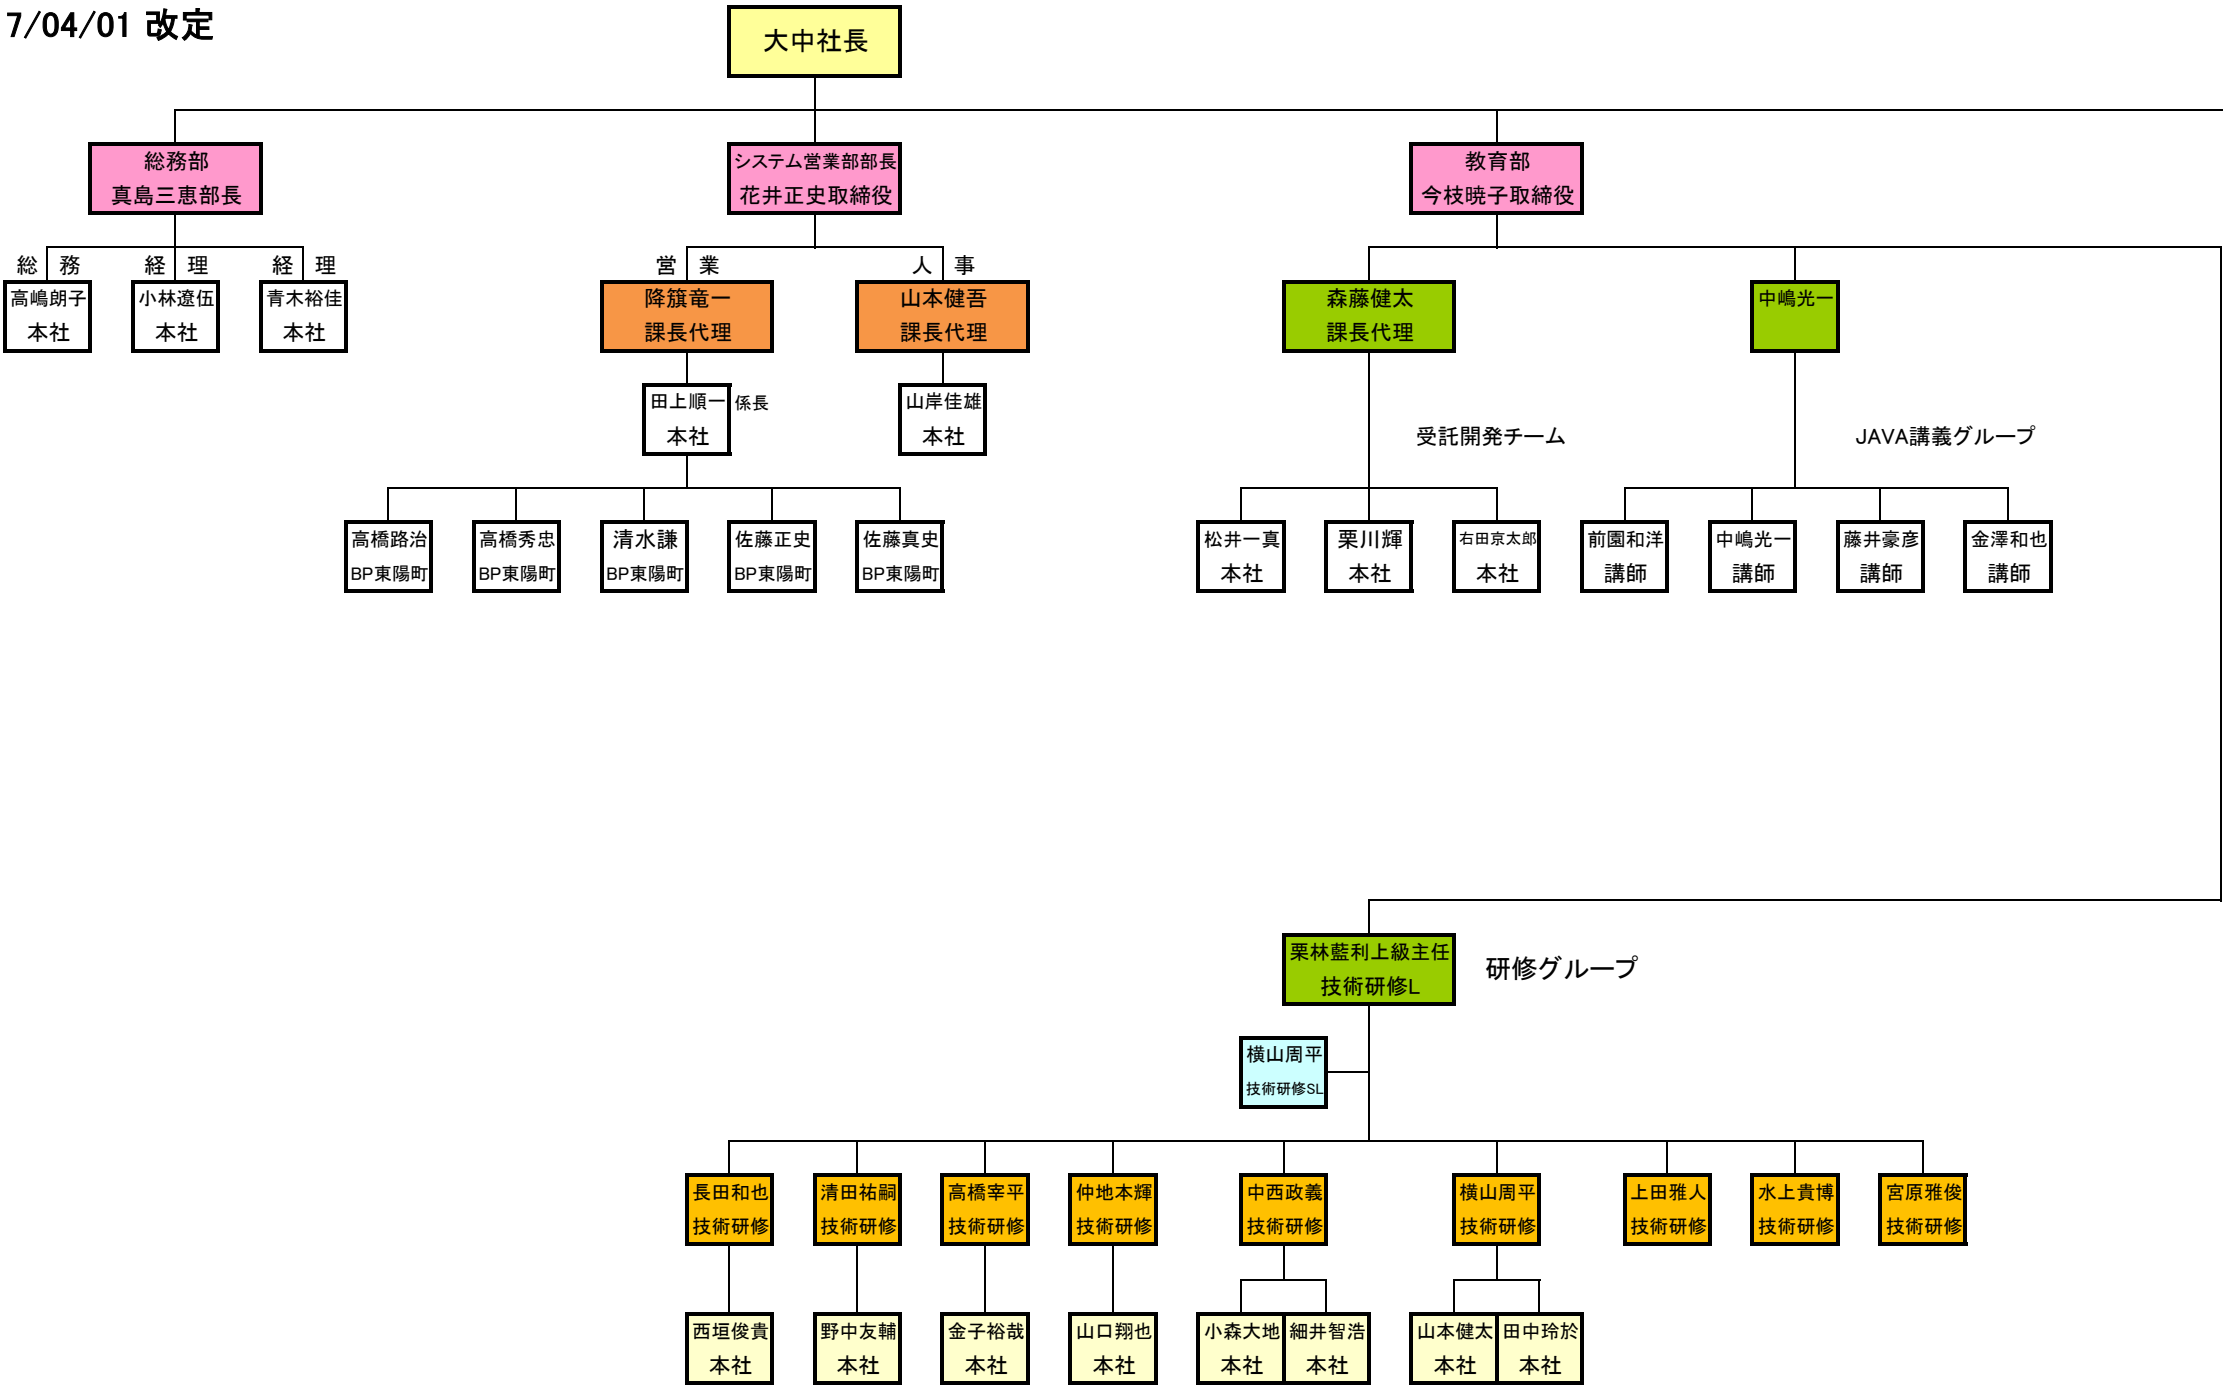 7/04/01 改定
大中社長
総務部
真島三恵部長
システム営業部部長
花井正史取締役
教育部
今枝暁子取締役
総 務
経 理
経 理
営 業
人 事
高嶋朗子
本社
小林遼伍
本社
青木裕佳
本社
降籏竜一
課長代理
山本健吾
課長代理
森藤健太
課長代理
中嶋光一
田上順一
本社
係長
山岸佳雄
本社
受託開発チーム
JAVA講義グループ
高橋路治
BP東陽町
高橋秀忠
BP東陽町
清水謙
BP東陽町
佐藤正史
BP東陽町
佐藤真史
BP東陽町
松井一真
本社
栗川輝
本社
右田京太郎
本社
前園和洋
講師
中嶋光一
講師
藤井豪彦
講師
金澤和也
講師
栗林藍利上級主任
技術研修L
研修グループ
横山周平
技術研修SL
長田和也
技術研修
清田祐嗣
技術研修
高橋宰平
技術研修
仲地本輝
技術研修
中西政義
技術研修
横山周平
技術研修
上田雅人
技術研修
水上貴博
技術研修
宮原雅俊
技術研修
西垣俊貴
本社
野中友輔
本社
金子裕哉
本社
山口翔也
本社
小森大地
本社
細井智浩
本社
山本健太
本社
田中玲於
本社